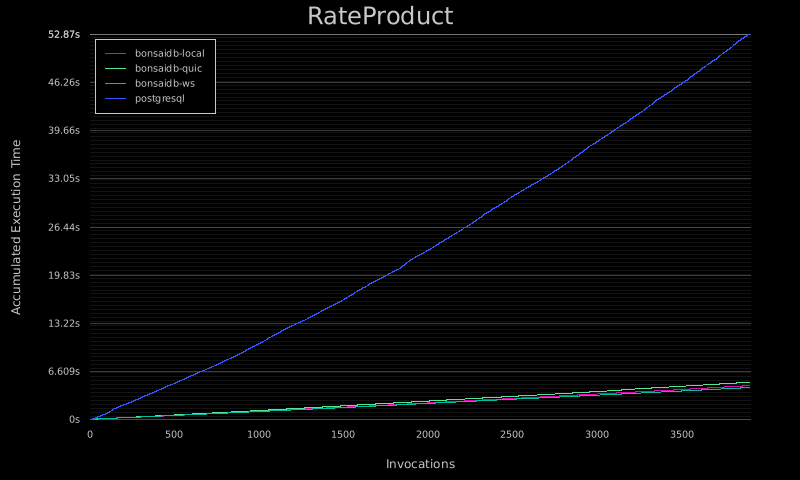 RateProduct
52.87s
46.26s
39.66s
33.05s
26.44s
19.83s
13.22s
6.609s
0s
Accumulated Execution Time
bonsaidb-local
bonsaidb-quic
bonsaidb-ws
postgresql
0 500 1000 1500 2000 2500 3000 3500
Invocations